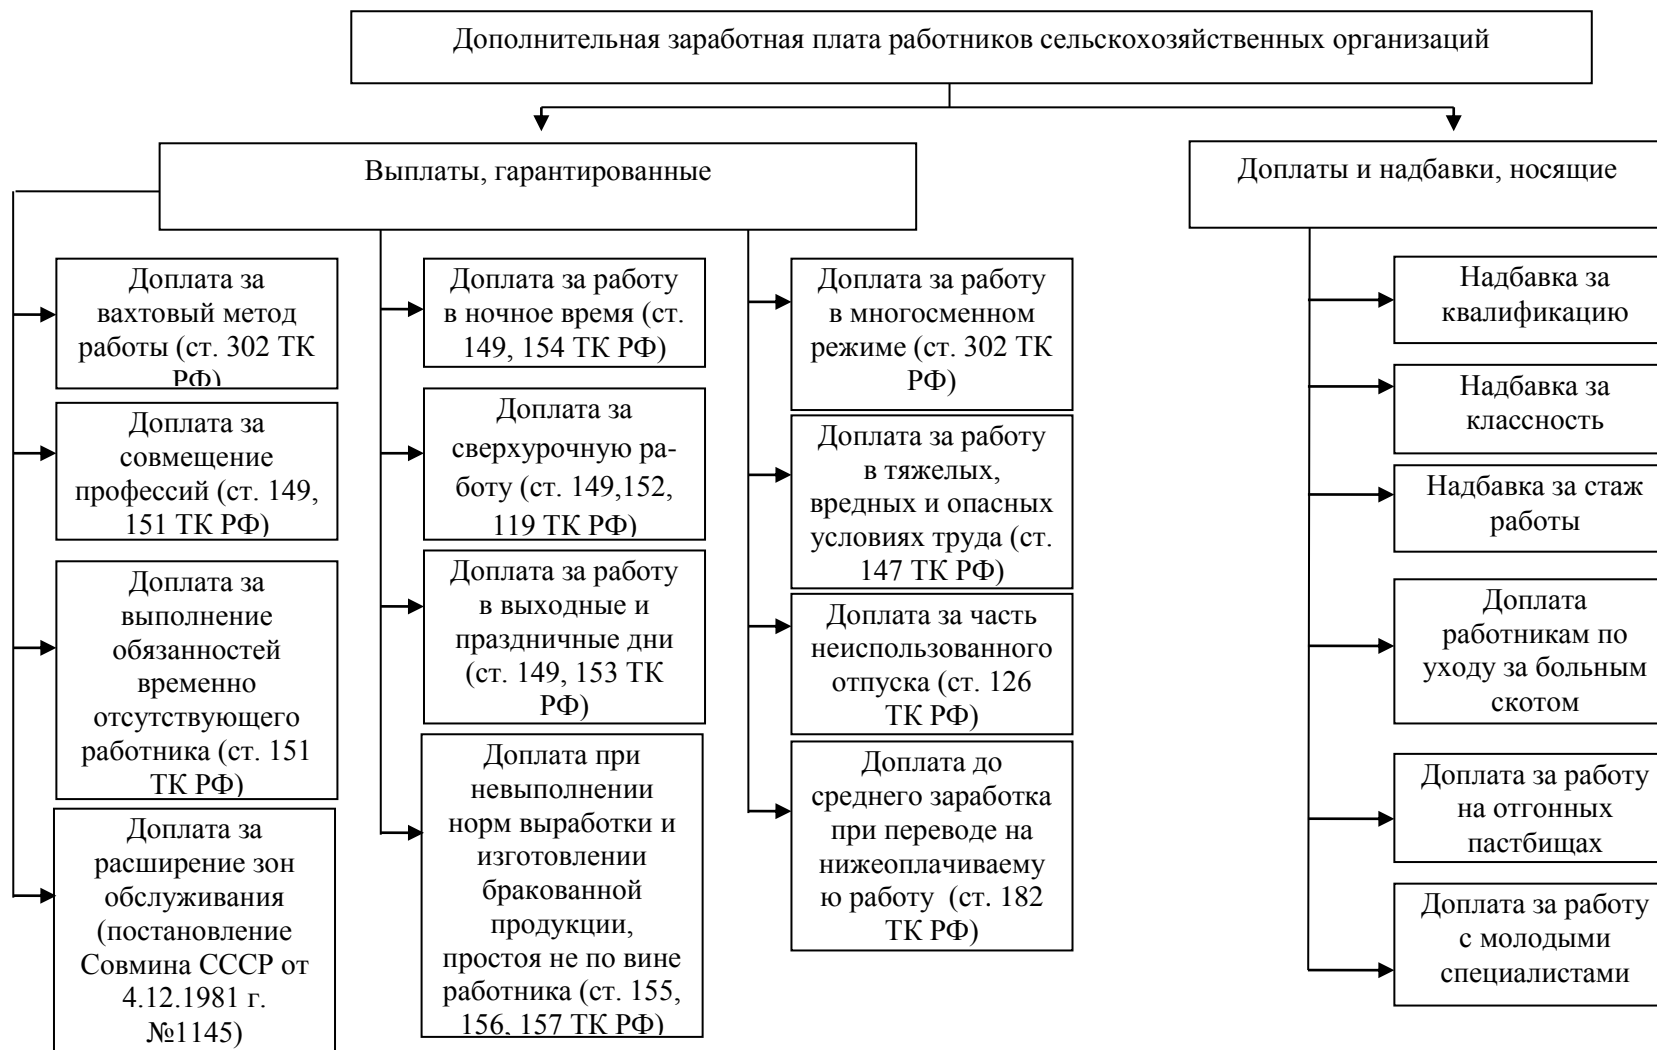 Дополнительная заработная плата работников сельскохозяйственных организаций
Выплаты, гарантированные
Доплаты и надбавки, носящие
Доплата за
вахтовый метод
работы (ст. 302 ТК
РФ)
Доплата за
совмещение
профессий (ст. 149,
151 ТК РФ)
Доплата за
выполнение
обязанностей
временно
отсутствующего
работника (ст. 151
ТК РФ)
Доплата за
расширение зон
обслуживания
(постановление
Совмина СССР от
4.12.1981 г.
№1145)
Доплата за работу
в ночное время (ст.
149, 154 ТК РФ)
Доплата за
сверхурочную ра-
боту (ст. 149,152,
119 ТК РФ)
Доплата за работу
в выходные и
праздничные дни
(ст. 149, 153 ТК
РФ)
Доплата при
невыполнении
норм выработки и
изготовлении
бракованной
продукции,
простоя не по вине
работника (ст. 155,
156, 157 ТК РФ)
Доплата за работу
в многосменном
режиме (ст. 302 ТК
РФ)
Доплата за работу
в тяжелых,
вредных и опасных
условиях труда (ст.
147 ТК РФ)
Доплата за часть
неиспользованного
отпуска (ст. 126
ТК РФ)
Доплата до
среднего заработка
при переводе на
нижеоплачиваему
ю работу (ст. 182
ТК РФ)
Надбавка за
квалификацию
Надбавка за
классность
Надбавка за стаж
работы
Доплата
работникам по
уходу за больным
скотом
Доплата за работу
на отгонных
пастбищах
Доплата за работу
с молодыми
специалистами